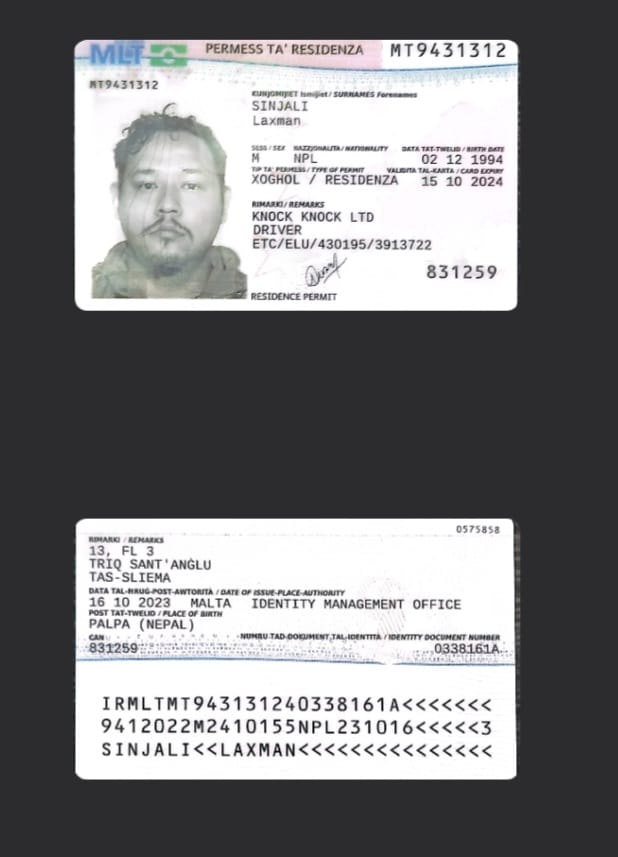 MLT PERMESS TA' RESIDENZA MT9431312
MT9431312
KUNJOMIJIET Ismijiet / SURNAMES Forenames
SINJALI
Laxman
SESS / SEX NAZZJONALITA / NATIONALITY DATA TAT-TWELID / BIRTH DATE
M NPL 02 12 1994
TIP TA' PERMESS / TYPE OF PERMIT VALIDITA TAL-KARTA / CARD EXPIRY
XOGHOL / RESIDENZA 15 10 2024
RIMARKI / REMARKS
KNOCK KNOCK LTD
DRIVER
ETC/ELU/430195/3913722
831259
RESIDENCE PERMIT
0575858
RIMARKI / REMARKS
13, FL 3
TRIQ SANT'ANĠLU
TAS-SLIEMA
DATA TAL-ĦRUĠ-POST-AWTORITÀ / DATE OF ISSUE-PLACE-AUTHORITY
16 10 2023 MALTA IDENTITY MANAGEMENT OFFICE
POST TAT-TWELID / PLACE OF BIRTH
PALPA (NEPAL)
CAN NUMRU TAD-DOKUMENT TAL-IDENTITÀ / IDENTITY DOCUMENT NUMBER
831259 0338161A
IRMLTMT943131240338161A<<<<<<<
9412022M2410155NPL231016<<<<<3
SINJALI<<LAXMAN<<<<<<<<<<<<<<<